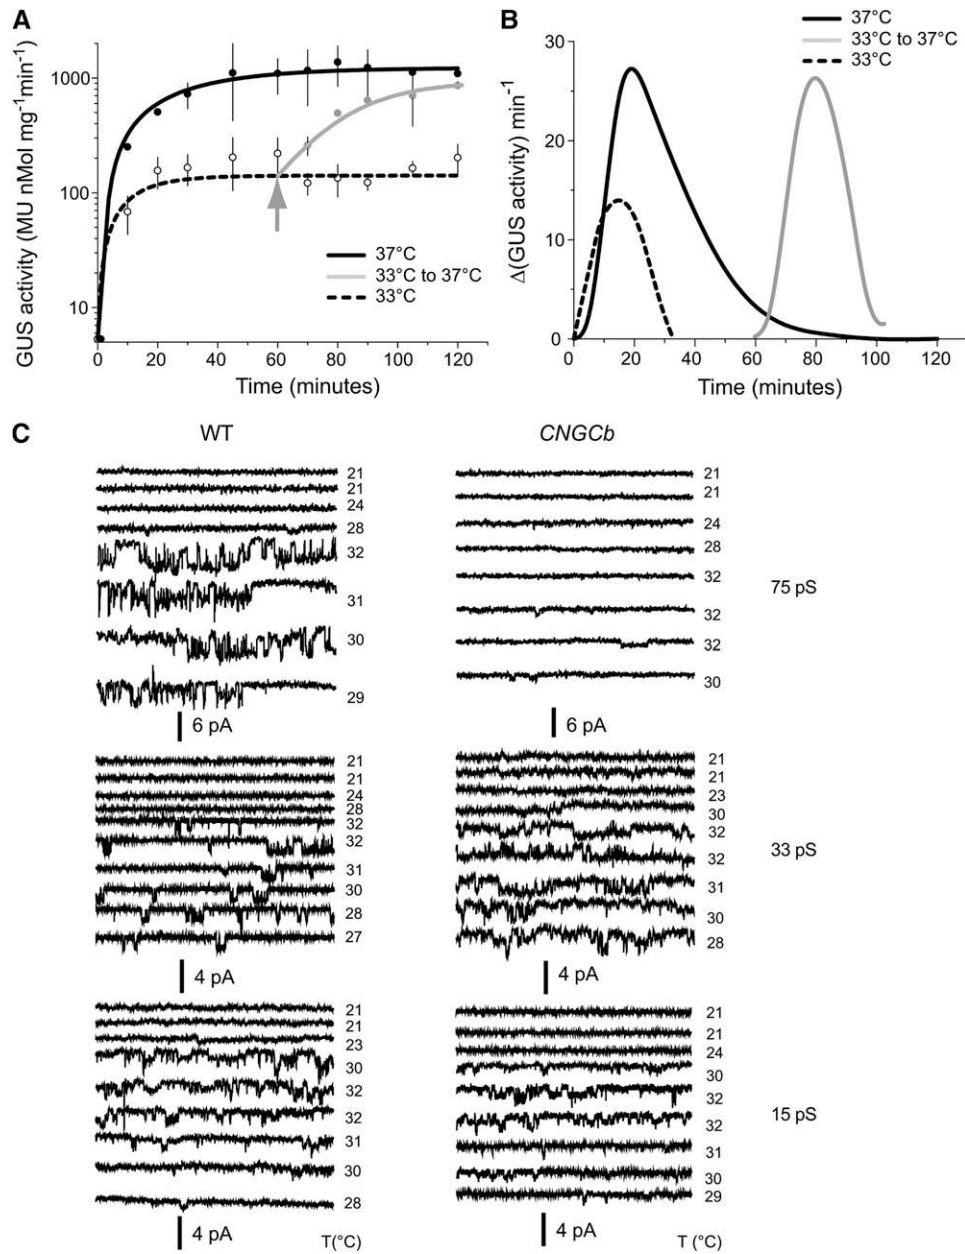 A
GUS activity (MU nMol mg⁻¹min⁻¹)
1000
100
10
0 20 40 60 80 100 120
Time (minutes)
37°C
33°C to 37°C
33°C
B
Δ(GUS activity) min⁻¹
30
20
10
0
0 20 40 60 80 100 120
Time (minutes)
37°C
33°C to 37°C
33°C
C
WT
CNGCb
21
21
24
28
32
31
30
29
6 pA
21
21
24
28
32
32
32
30
6 pA
75 pS
21
21
24
28
32
32
31
30
28
27
4 pA
21
21
23
30
32
32
31
30
28
4 pA
33 pS
21
21
23
30
32
32
31
30
28
4 pA
T(°C)
21
21
24
30
32
32
31
30
29
4 pA
T (°C)
15 pS